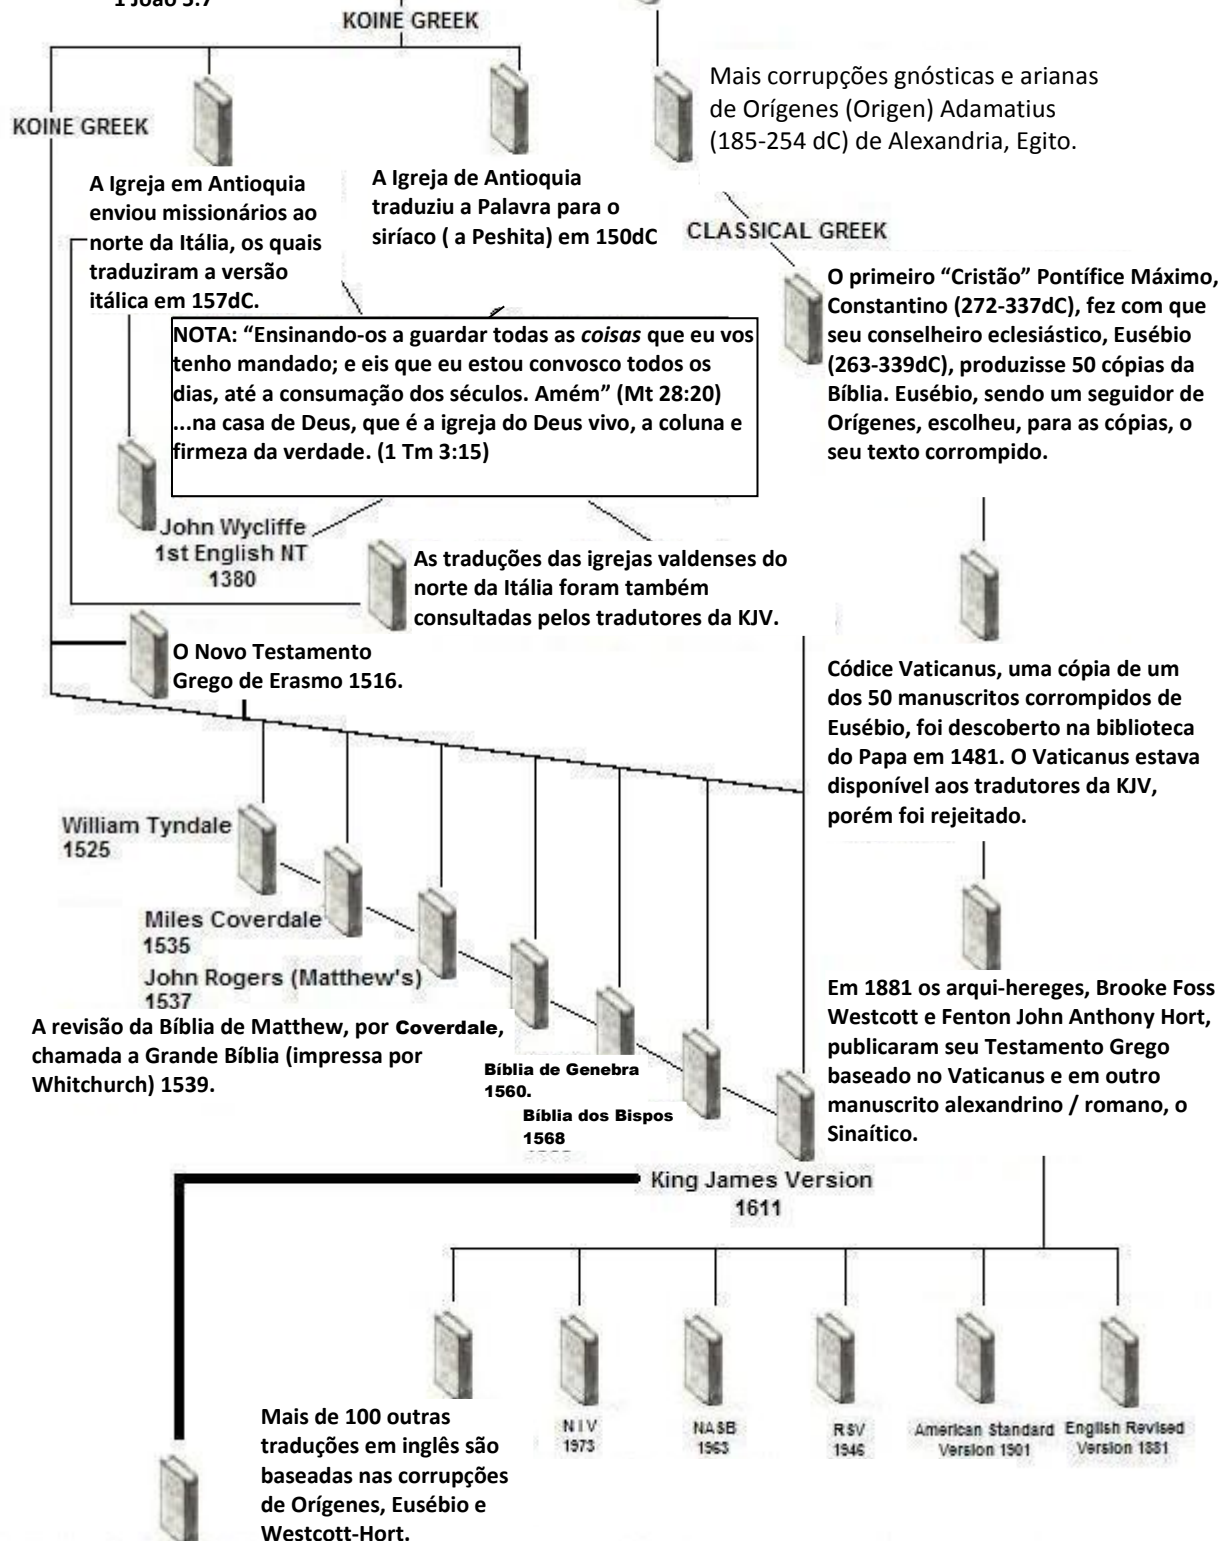 1 João 5:7
KOINE GREEK
KOINE GREEK
Mais corrupções gnósticas e arianas
de Orígenes (Origen) Adamatius
(185-254 dC) de Alexandria, Egito.
A Igreja em Antioquia
enviou missionários ao
norte da Itália, os quais
traduziram a versão
itálica em 157dC.
A Igreja de Antioquia
traduziu a Palavra para o
siríaco ( a Peshita) em 150dC
CLASSICAL GREEK
O primeiro “Cristão” Pontífice Máximo,
Constantino (272-337dC), fez com que
seu conselheiro eclesiástico, Eusébio
(263-339dC), produzisse 50 cópias da
Bíblia. Eusébio, sendo um seguidor de
Orígenes, escolheu, para as cópias, o
seu texto corrompido.
NOTA: “Ensinando-os a guardar todas as coisas que eu vos
tenho mandado; e eis que eu estou convosco todos os
dias, até a consumação dos séculos. Amém” (Mt 28:20)
...na casa de Deus, que é a igreja do Deus vivo, a coluna e
firmeza da verdade. (1 Tm 3:15)
John Wycliffe
1st English NT
1380
As traduções das igrejas valdenses do
norte da Itália foram também
consultadas pelos tradutores da KJV.
O Novo Testamento
Grego de Erasmo 1516.
Códice Vaticanus, uma cópia de um
dos 50 manuscritos corrompidos de
Eusébio, foi descoberto na biblioteca
do Papa em 1481. O Vaticanus estava
disponível aos tradutores da KJV,
porém foi rejeitado.
William Tyndale
1525
Miles Coverdale
1535
John Rogers (Matthew's)
1537
A revisão da Bíblia de Matthew, por Coverdale,
chamada a Grande Bíblia (impressa por
Whitchurch) 1539.
Bíblia de Genebra
1560.
Bíblia dos Bispos
1568
Em 1881 os arqui-hereges, Brooke Foss
Westcott e Fenton John Anthony Hort,
publicaram seu Testamento Grego
baseado no Vaticanus e em outro
manuscrito alexandrino / romano, o
Sinaítico.
King James Version
1611
Mais de 100 outras
traduções em inglês são
baseadas nas corrupções
de Orígenes, Eusébio e
Westcott-Hort.
NIV
1973
NASB
1963
RSV
1946
American Standard
Version 1901
English Revised
Version 1881